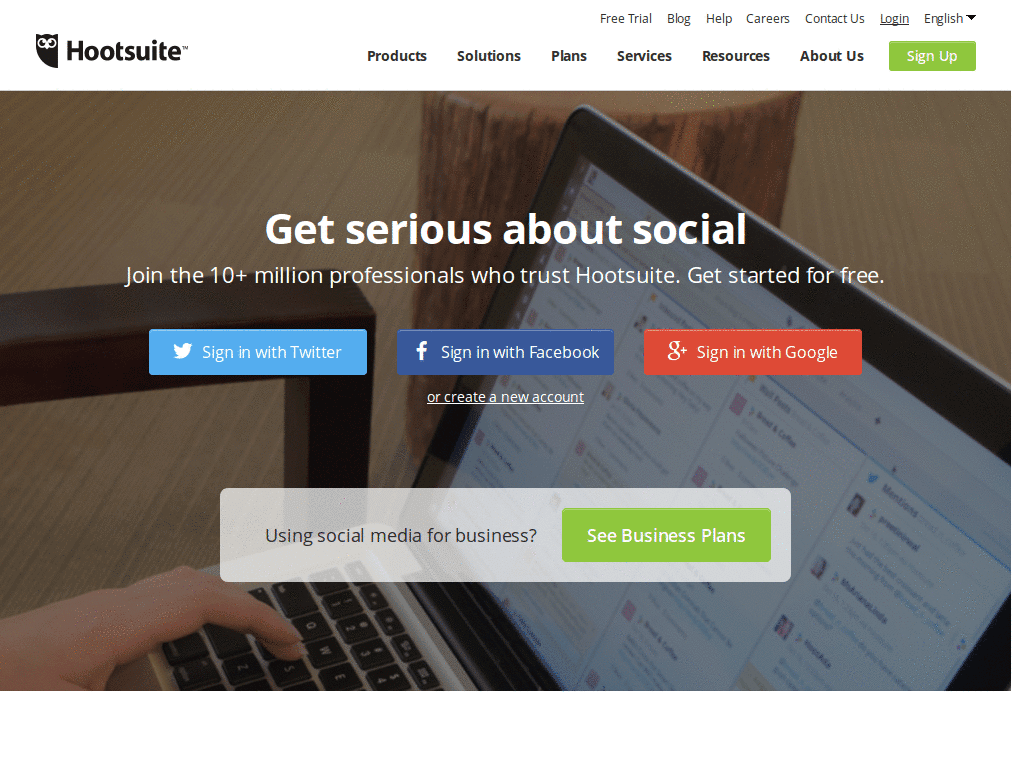 Free Trial Blog Help Careers Contact Us Login English
Hootsuite™
Products Solutions Plans Services Resources About Us Sign Up
Get serious about social
Join the 10+ million professionals who trust Hootsuite. Get started for free.
Sign in with Twitter Sign in with Facebook Sign in with Google
or create a new account
Using social media for business? See Business Plans
Mentions